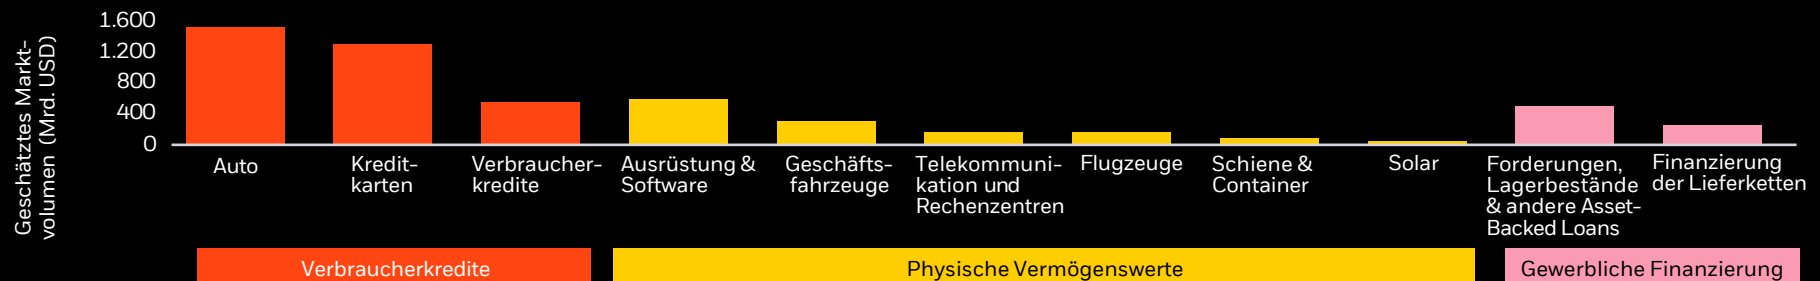 Geschätztes Markt-
volumen (Mrd. USD)
1.600
1.200
800
400
0
Auto
Kredit-
karten
Verbraucher-
kredite
Ausrüstung &
Software
Geschäfts-
fahrzeuge
Telekommuni-
kation und
Rechenzentren
Flugzeuge
Schiene &
Container
Solar
Forderungen,
Lagerbestände
& andere Asset-
Backed Loans
Finanzierung
der Lieferketten
Verbraucherkredite
Physische Vermögenswerte
Gewerbliche Finanzierung